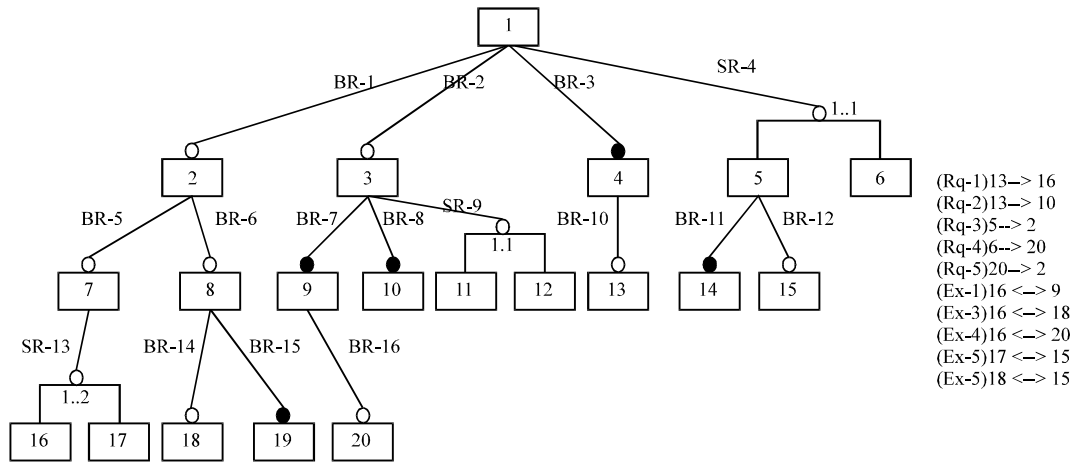 1
SR-4
BR-1
BR-2
BR-3
1..1
2
3
4
5
6
(Rq-1)13--> 16
(Rq-2)13--> 10
(Rq-3)5--> 2
(Rq-4)6--> 20
(Rq-5)20--> 2
(Ex-1)16 <--> 9
(Ex-3)16 <--> 18
(Ex-4)16 <--> 20
(Ex-5)17 <--> 15
(Ex-5)18 <--> 15
BR-5
BR-6
BR-7
BR-8
SR-9
BR-10
BR-11
BR-12
1..1
7
8
9
10
11
12
13
14
15
SR-13
BR-14
BR-15
BR-16
1..2
16
17
18
19
20